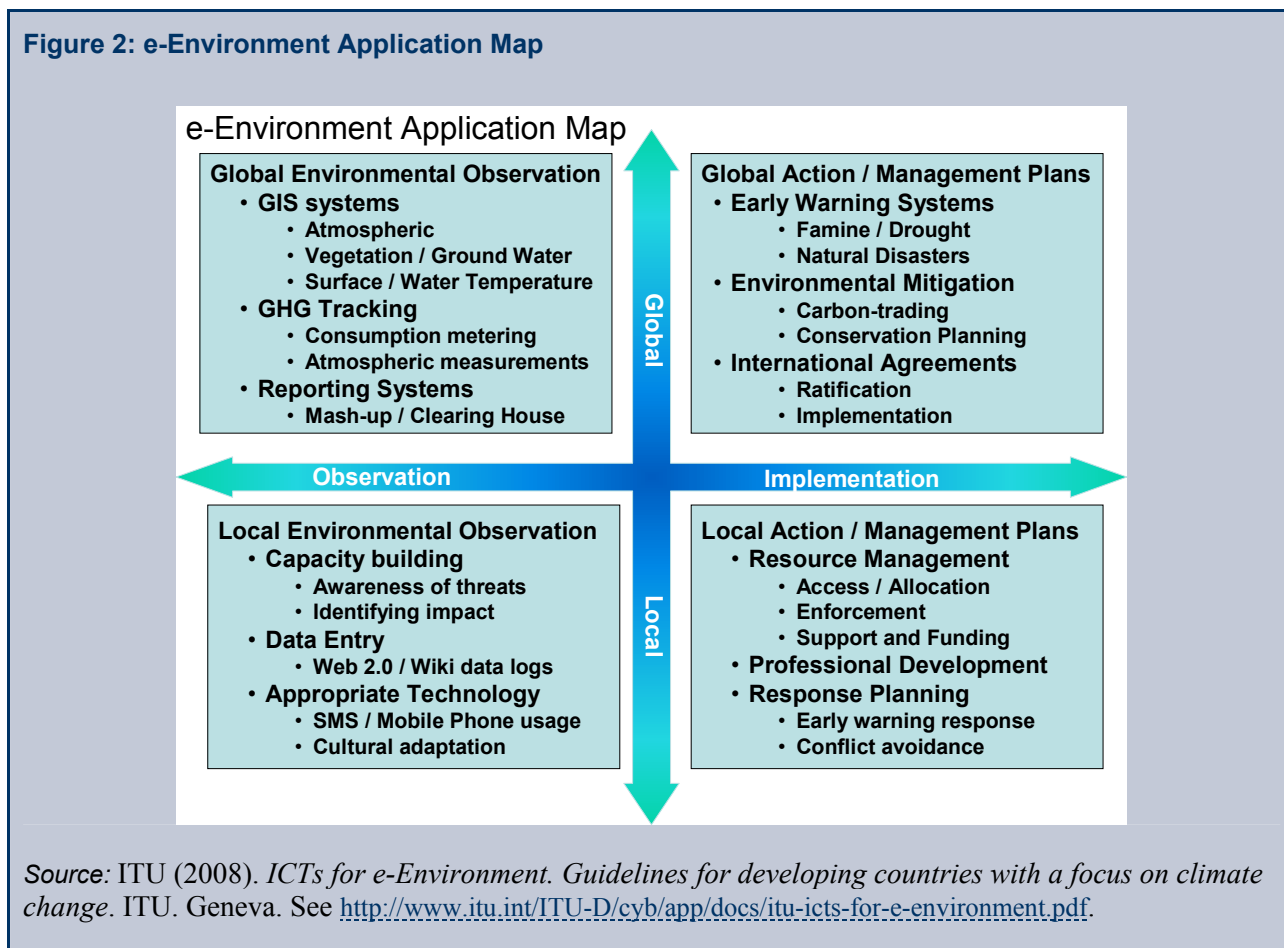 Figure 2: e-Environment Application Map
e-Environment Application Map
Global Environmental Observation
• GIS systems
• Atmospheric
• Vegetation / Ground Water
• Surface / Water Temperature
• GHG Tracking
• Consumption metering
• Atmospheric measurements
• Reporting Systems
• Mash-up / Clearing House
Global Action / Management Plans
• Early Warning Systems
• Famine / Drought
• Natural Disasters
• Environmental Mitigation
• Carbon-trading
• Conservation Planning
• International Agreements
• Ratification
• Implementation
Global
Observation
Implementation
Local
Local Environmental Observation
• Capacity building
• Awareness of threats
• Identifying impact
• Data Entry
• Web 2.0 / Wiki data logs
• Appropriate Technology
• SMS / Mobile Phone usage
• Cultural adaptation
Local Action / Management Plans
• Resource Management
• Access / Allocation
• Enforcement
• Support and Funding
• Professional Development
• Response Planning
• Early warning response
• Conflict avoidance
Source: ITU (2008). ICTs for e-Environment. Guidelines for developing countries with a focus on climate
change. ITU. Geneva. See http://www.itu.int/ITU-D/cyb/app/docs/itu-icts-for-e-environment.pdf.